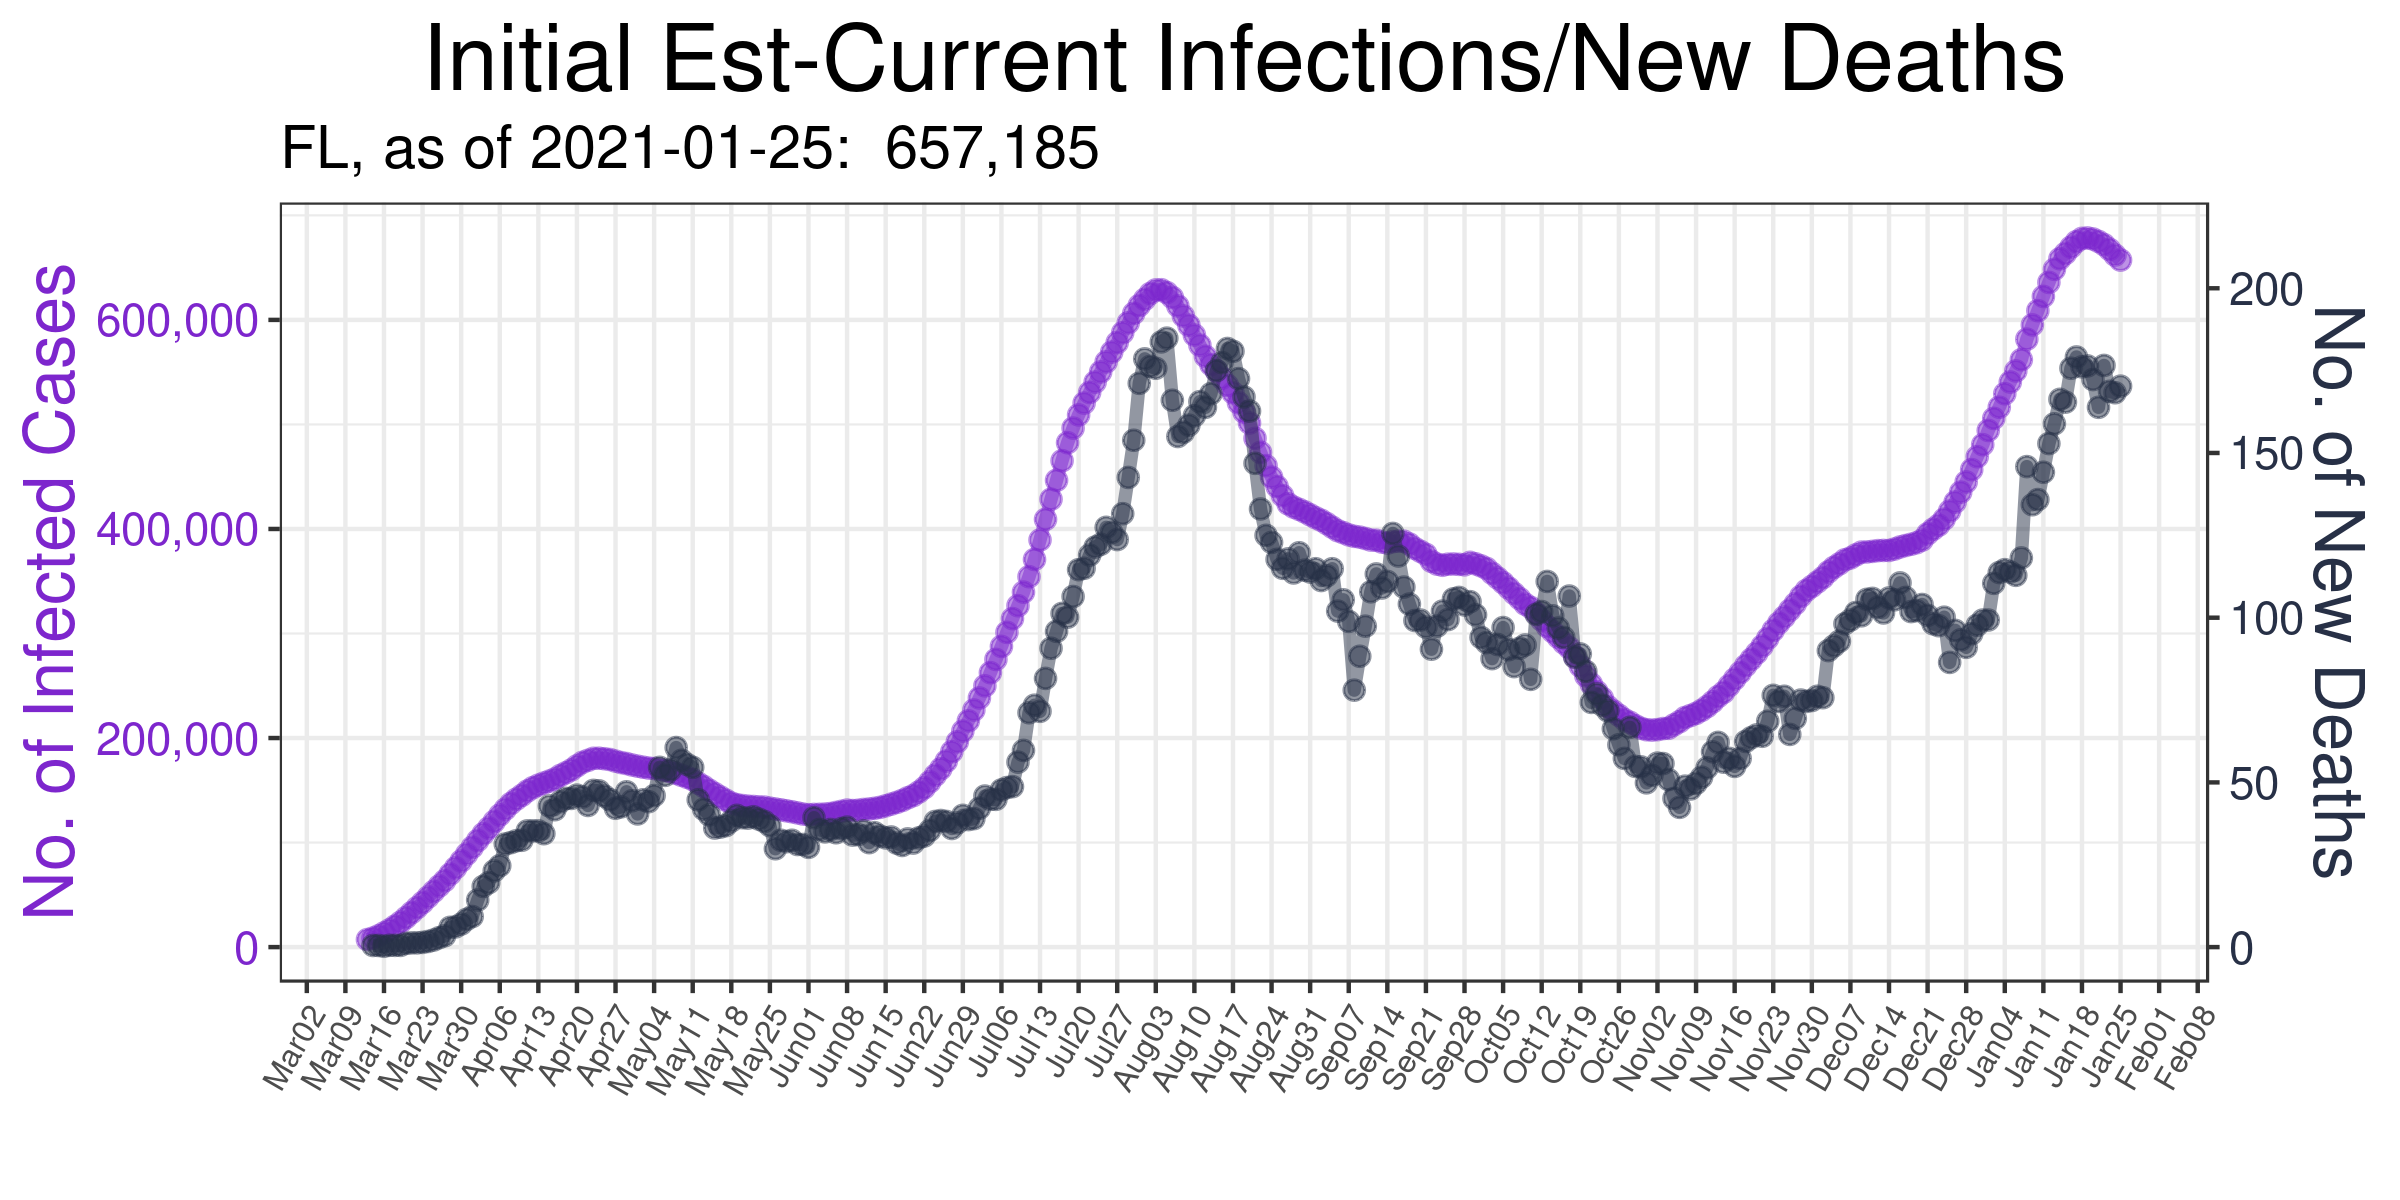 Initial Est-Current Infections/New Deaths
FL, as of 2021-01-25:  657,185
No. of Infected Cases
600,000
400,000
200,000
0
200
150
100
50
0
No. of New Deaths
Mar02
Mar09
Mar16
Mar23
Mar30
Apr06
Apr13
Apr20
Apr27
May04
May11
May18
May25
Jun01
Jun08
Jun15
Jun22
Jun29
Jul06
Jul13
Jul20
Jul27
Aug03
Aug10
Aug17
Aug24
Aug31
Sep07
Sep14
Sep21
Sep28
Oct05
Oct12
Oct19
Oct26
Nov02
Nov09
Nov16
Nov23
Nov30
Dec07
Dec14
Dec21
Dec28
Jan04
Jan11
Jan18
Jan25
Feb01
Feb08